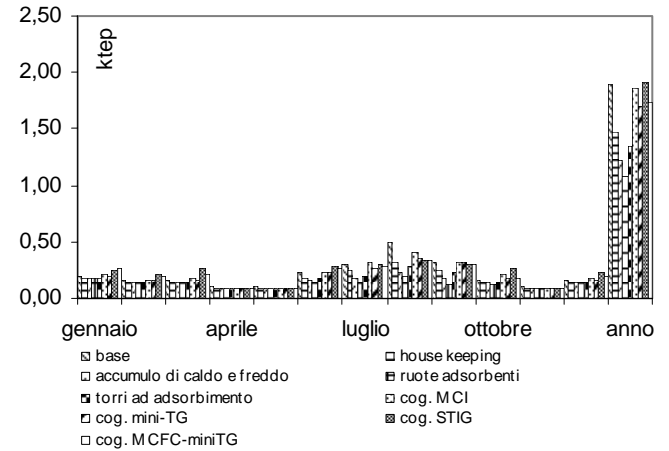 2,50
ktep
2,00
1,50
1,00
0,50
0,00
gennaio aprile luglio ottobre anno
base house keeping
accumulo di caldo e freddo ruote adsorbenti
torri ad adsorbimento cog. MCI
cog. mini-TG cog. STIG
cog. MCFC-miniTG